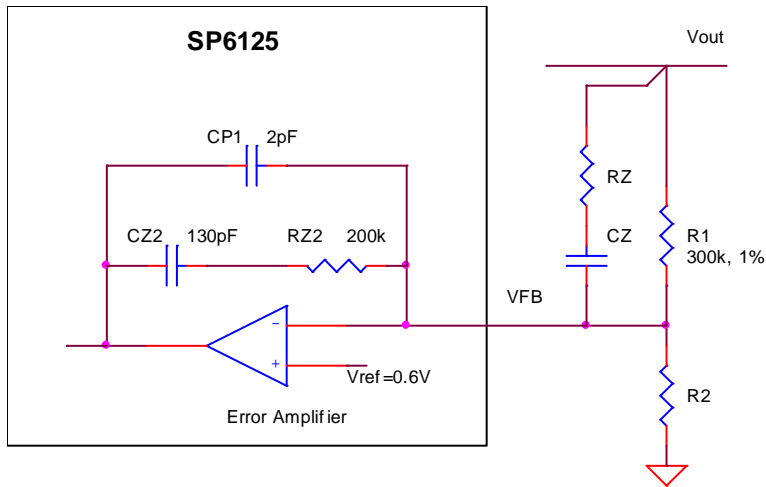 SP6125
Vout
CP1 2pF
RZ
CZ2 130pF RZ2 200k
CZ
R1
300k, 1%
VFB
-
+
Vref=0.6V
R2
Error Amplifier